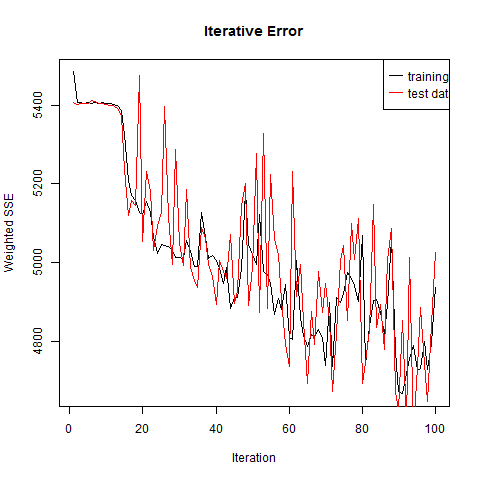 Iterative Error
training
test dat
Weighted SSE
5400
5200
5000
4800
0 20 40 60 80 100
Iteration